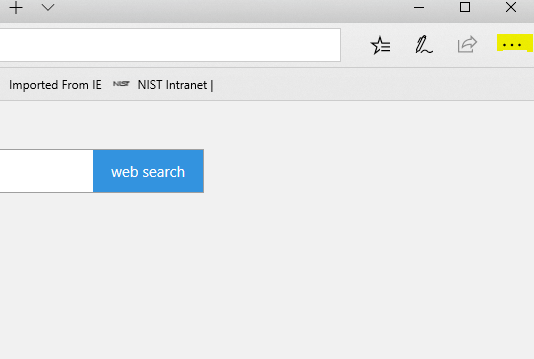 Imported From IE NIST NIST Intranet |
web search